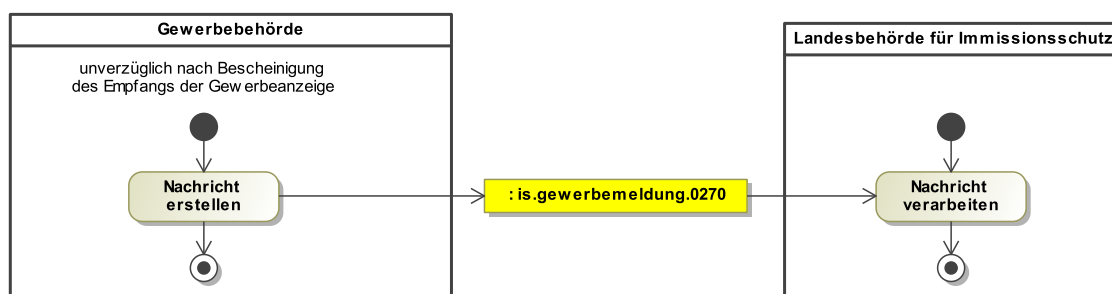 Gewerbebehörde
Landesbehörde für Immissionsschutz
unverzüglich nach Bescheinigung
des Empfangs der Gewerbeanzeige
Nachricht
erstellen
: is.gewerbemeldung.0270
Nachricht
verarbeiten